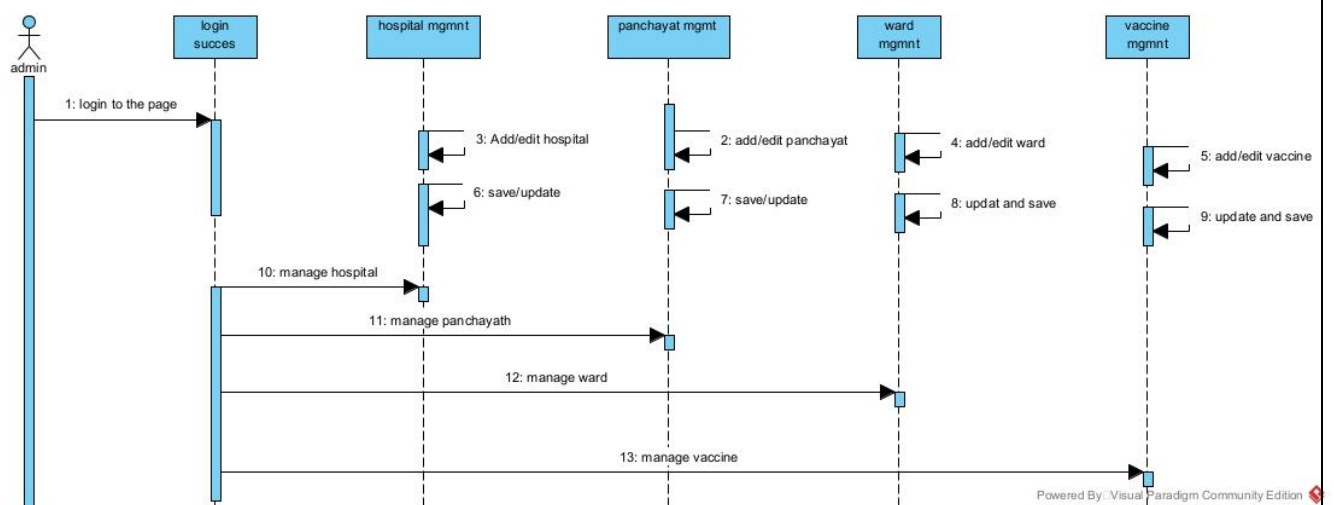 admin
login
succes
hospital mgmnt
panchayat mgmt
ward
mgmnt
vaccine
mgmnt
1: login to the page
3: Add/edit hospital
2: add/edit panchayat
4: add/edit ward
5: add/edit vaccine
6: save/update
7: save/update
8: updat and save
9: update and save
10: manage hospital
11: manage panchayath
12: manage ward
13: manage vaccine
Powered By Visual Paradigm Community Edition